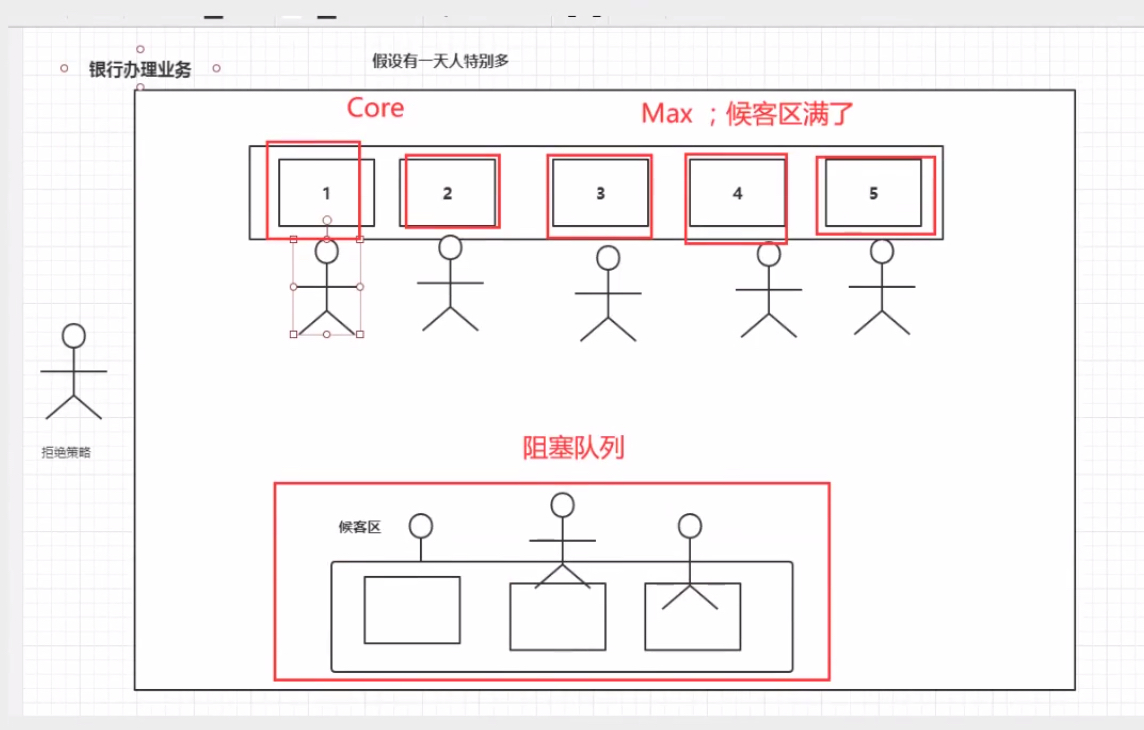 假设有一天人特别多
银行办理业务
Core
Max ；候客区满了
1
2
3
4
5
拒绝策略
阻塞队列
候客区